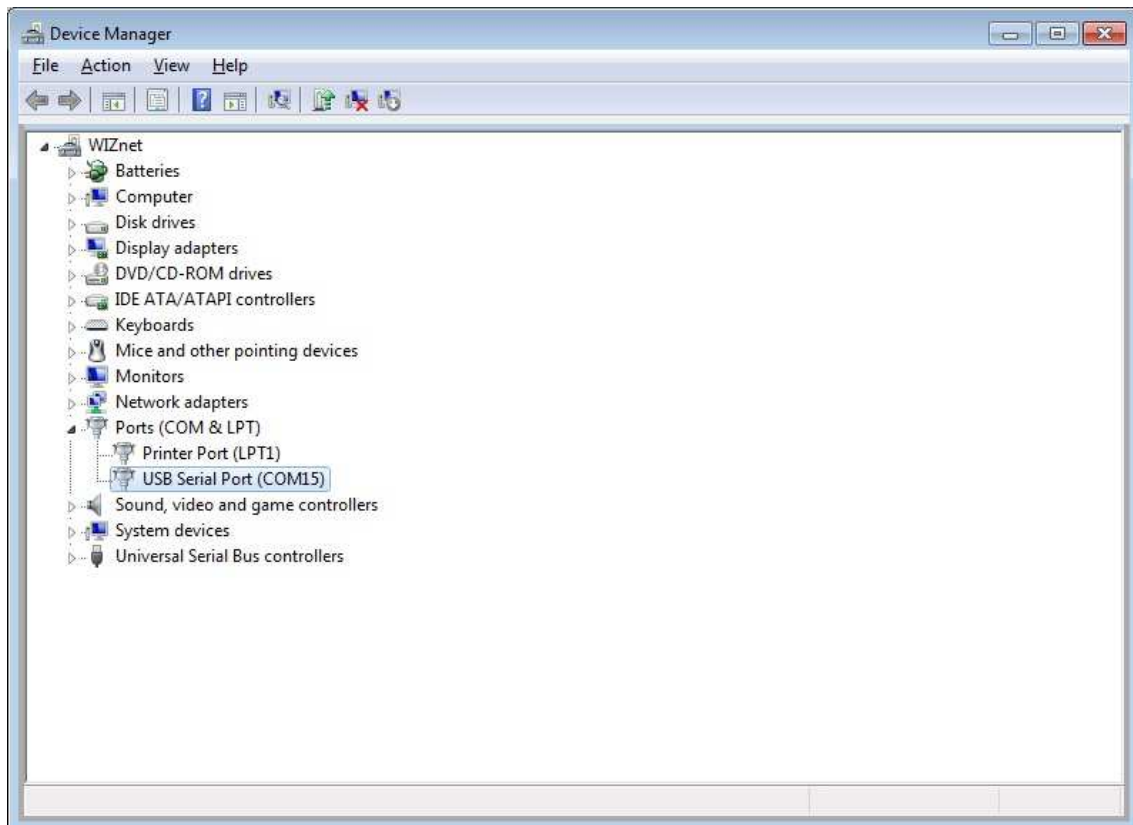 Device Manager
File Action View Help
WIZnet
Batteries
Computer
Disk drives
Display adapters
DVD/CD-ROM drives
IDE ATA/ATAPI controllers
Keyboards
Mice and other pointing devices
Monitors
Network adapters
Ports (COM & LPT)
Printer Port (LPT1)
USB Serial Port (COM15)
Sound, video and game controllers
System devices
Universal Serial Bus controllers